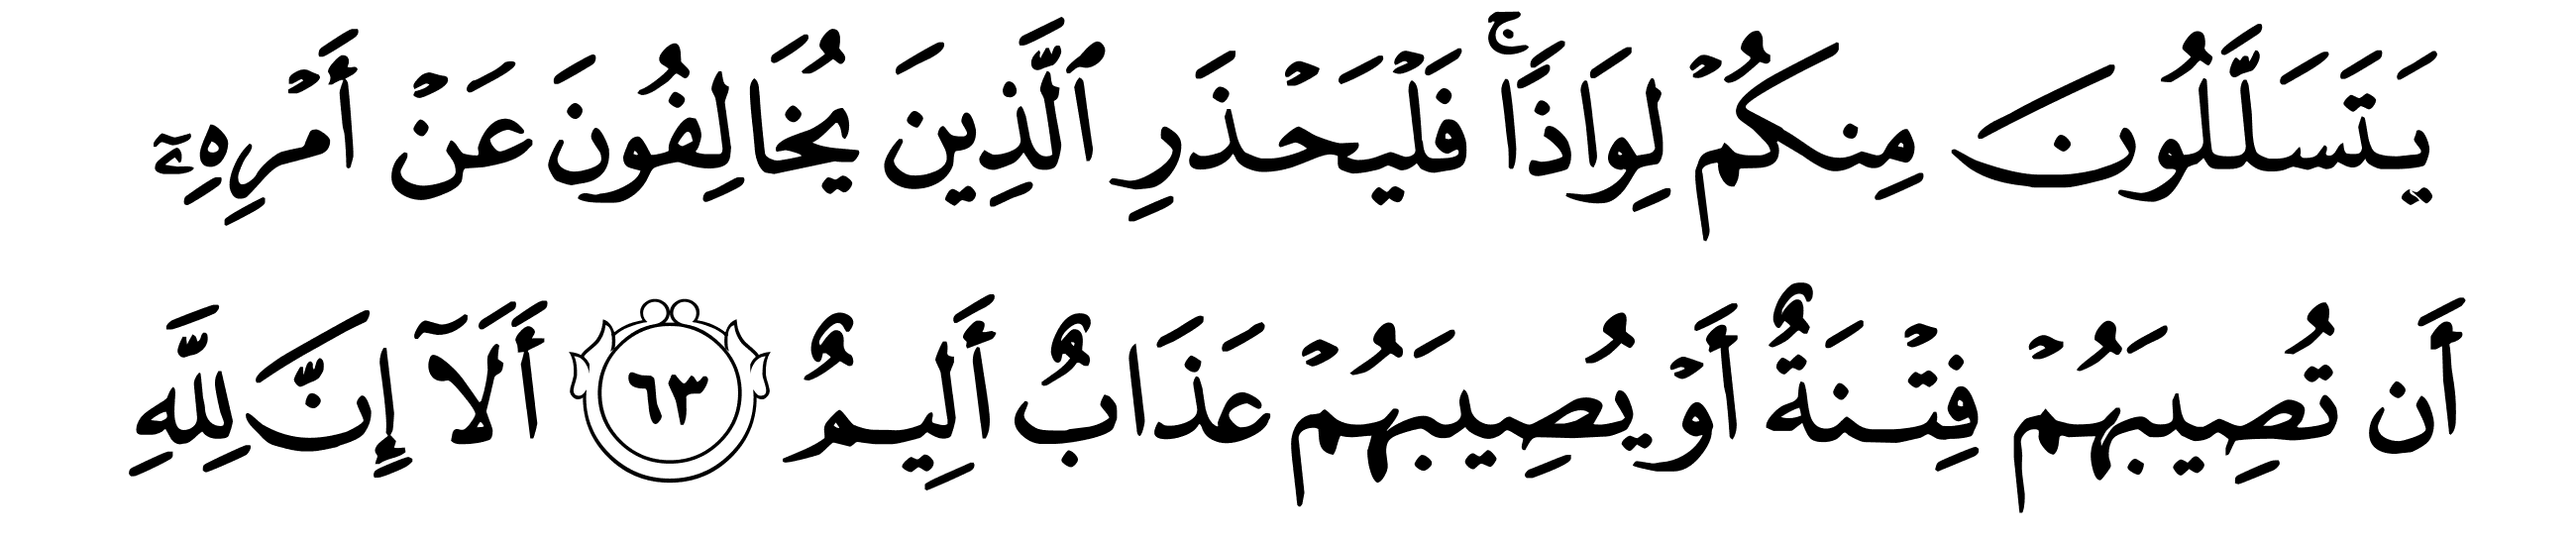 يَتَسَلَّلُونَ مِنكُمۡ لِوَاذٗاۚ فَلۡيَحۡذَرِ ٱلَّذِينَ يُخَالِفُونَ عَنۡ أَمۡرِهِۦٓ
أَن تُصِيبَهُمۡ فِتۡنَةٌ أَوۡ يُصِيبَهُمۡ عَذَابٌ أَلِيمٌ ٦٣ أَلَآ إِنَّ لِلَّهِ